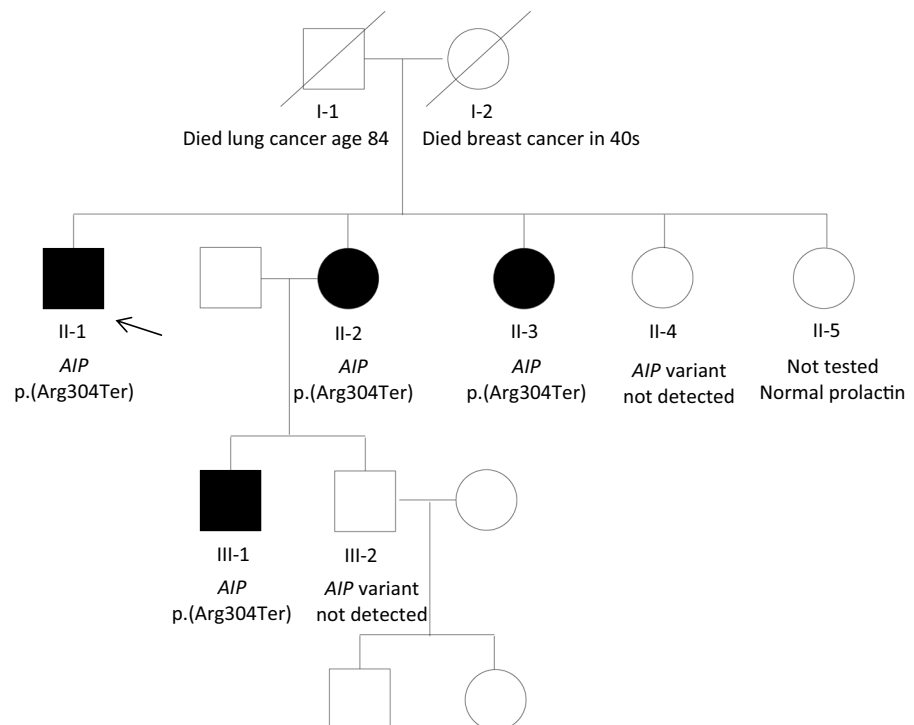 I-1
Died lung cancer age 84
I-2
Died breast cancer in 40s
II-1
AIP
p.(Arg304Ter)
II-2
AIP
p.(Arg304Ter)
II-3
AIP
p.(Arg304Ter)
II-4
AIP variant
not detected
II-5
Not tested
Normal prolactin
III-1
AIP
p.(Arg304Ter)
III-2
AIP variant
not detected